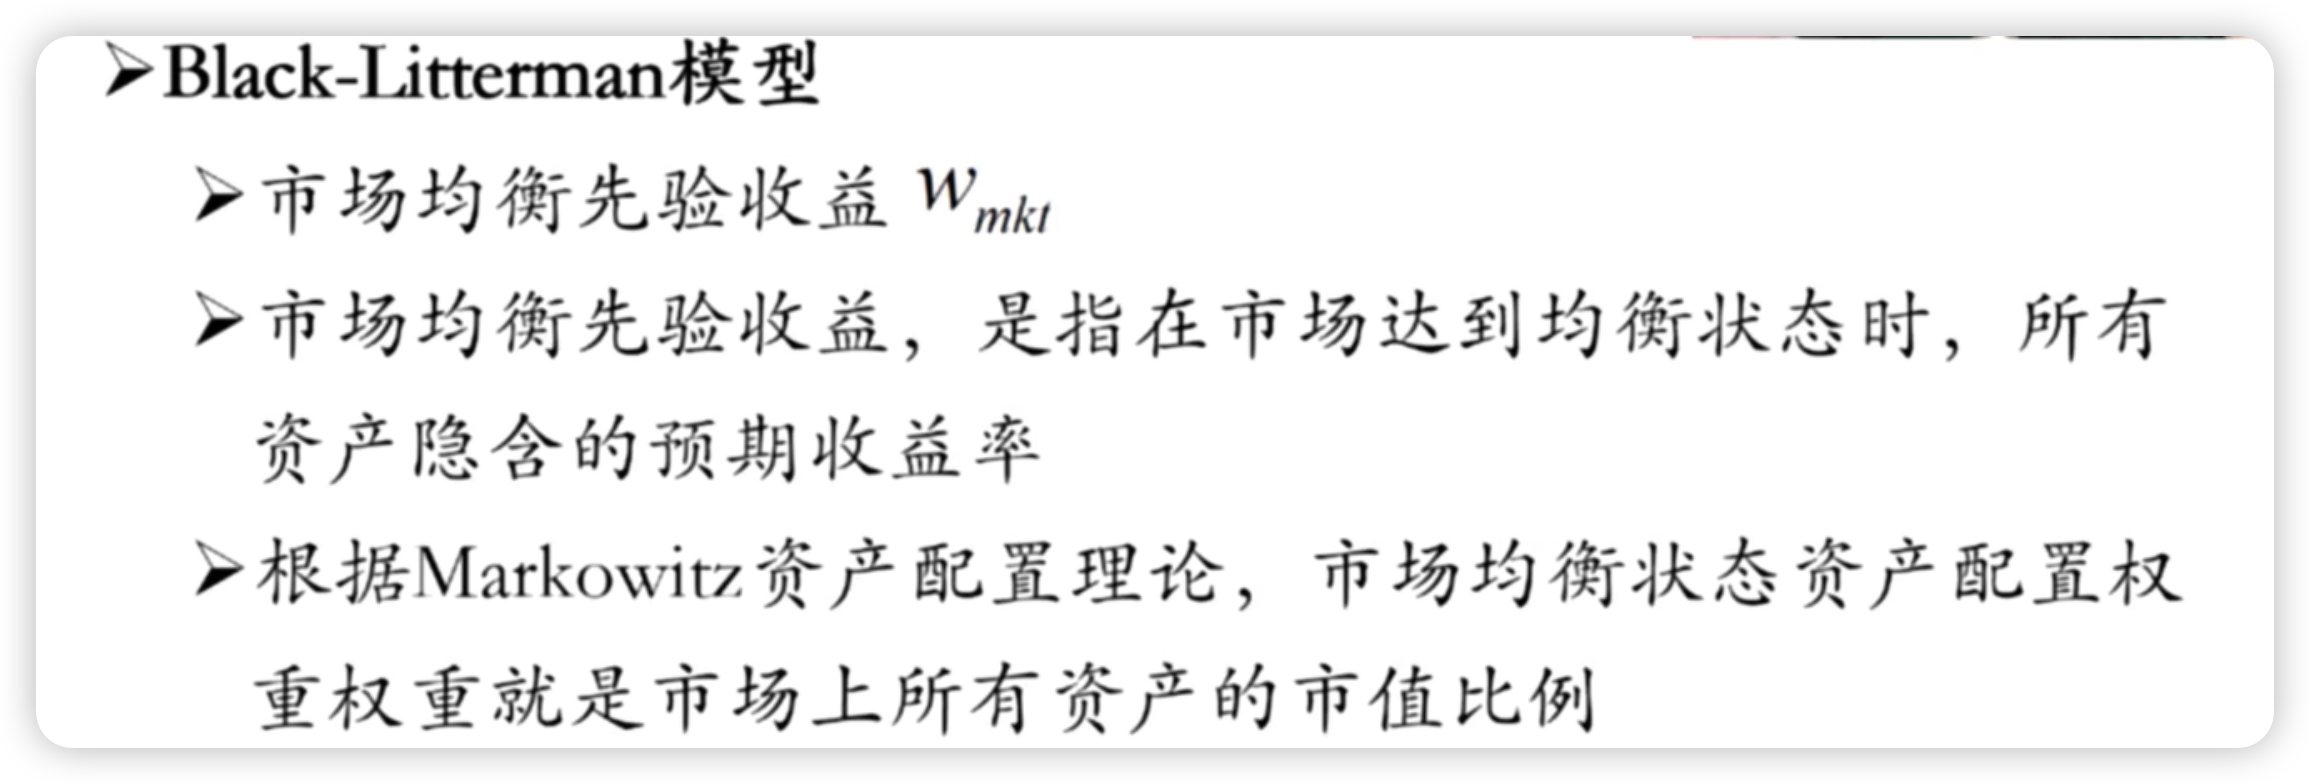 ➢Black-Litterman模型
➢市场均衡先验收益 w_mkt
➢市场均衡先验收益，是指在市场达到均衡状态时，所有
资产隐含的预期收益率
➢根据Markowitz资产配置理论，市场均衡状态资产配置权
重权重就是市场上所有资产的市值比例